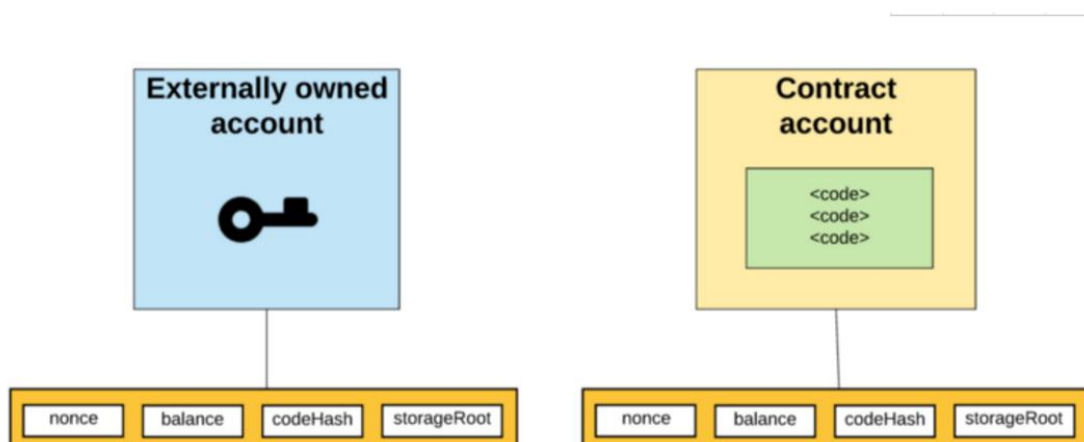 Externally owned
account
Contract
account
<code>
<code>
<code>
nonce balance codeHash storageRoot
nonce balance codeHash storageRoot